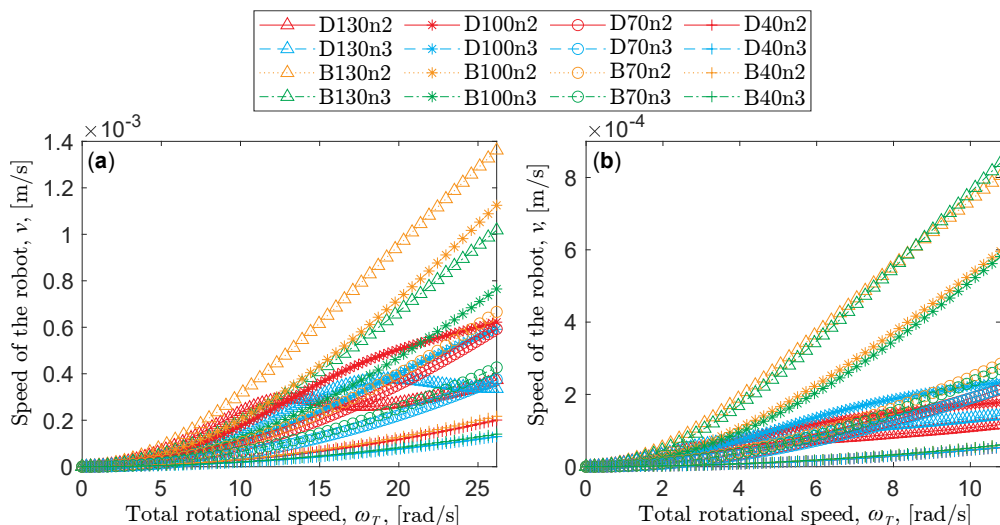 D130n2 D100n2 D70n2 D40n2
D130n3 D100n3 D70n3 D40n3
B130n2 B100n2 B70n2 B40n2
B130n3 B100n3 B70n3 B40n3
×10⁻³
(a)
1.4
1.2
1
0.8
0.6
0.4
0.2
0
Speed of the robot, v, [m/s]
0 5 10 15 20 25
Total rotational speed, ω_T, [rad/s]
×10⁻⁴
(b)
8
6
4
2
0
Speed of the robot, v, [m/s]
0 2 4 6 8 10
Total rotational speed, ω_T, [rad/s]